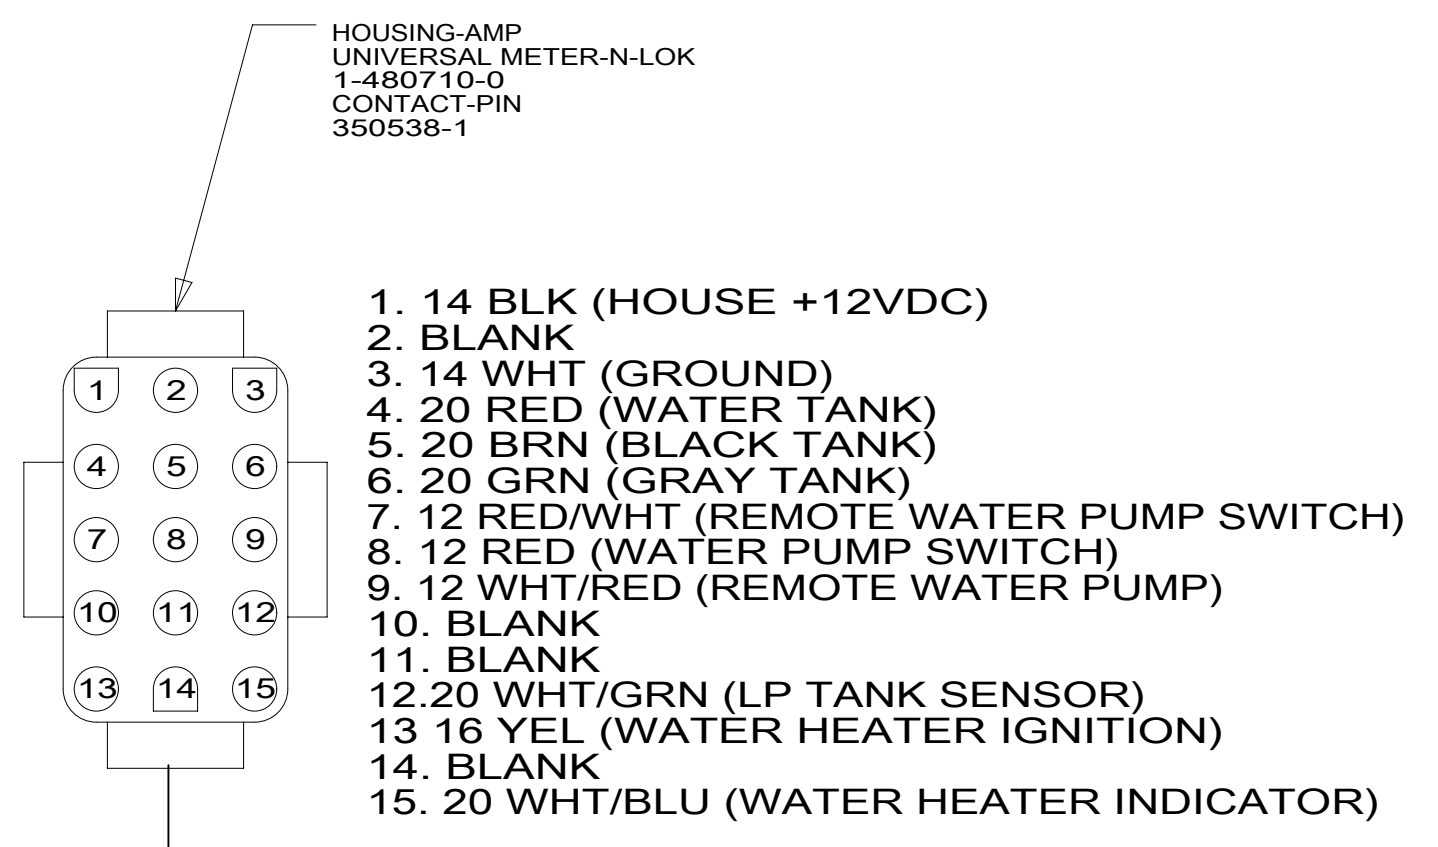 HOUSING-AMP
UNIVERSAL METER-N-LOK
1-480710-0
CONTACT-PIN
350538-1
1 2 3
4 5 6
7 8 9
10 11 12
13 14 15
1. 14 BLK (HOUSE +12VDC)
2. BLANK
3. 14 WHT (GROUND)
4. 20 RED (WATER TANK)
5. 20 BRN (BLACK TANK)
6. 20 GRN (GRAY TANK)
7. 12 RED/WHT (REMOTE WATER PUMP SWITCH)
8. 12 RED (WATER PUMP SWITCH)
9. 12 WHT/RED (REMOTE WATER PUMP)
10. BLANK
11. BLANK
12.20 WHT/GRN (LP TANK SENSOR)
13 16 YEL (WATER HEATER IGNITION)
14. BLANK
15. 20 WHT/BLU (WATER HEATER INDICATOR)